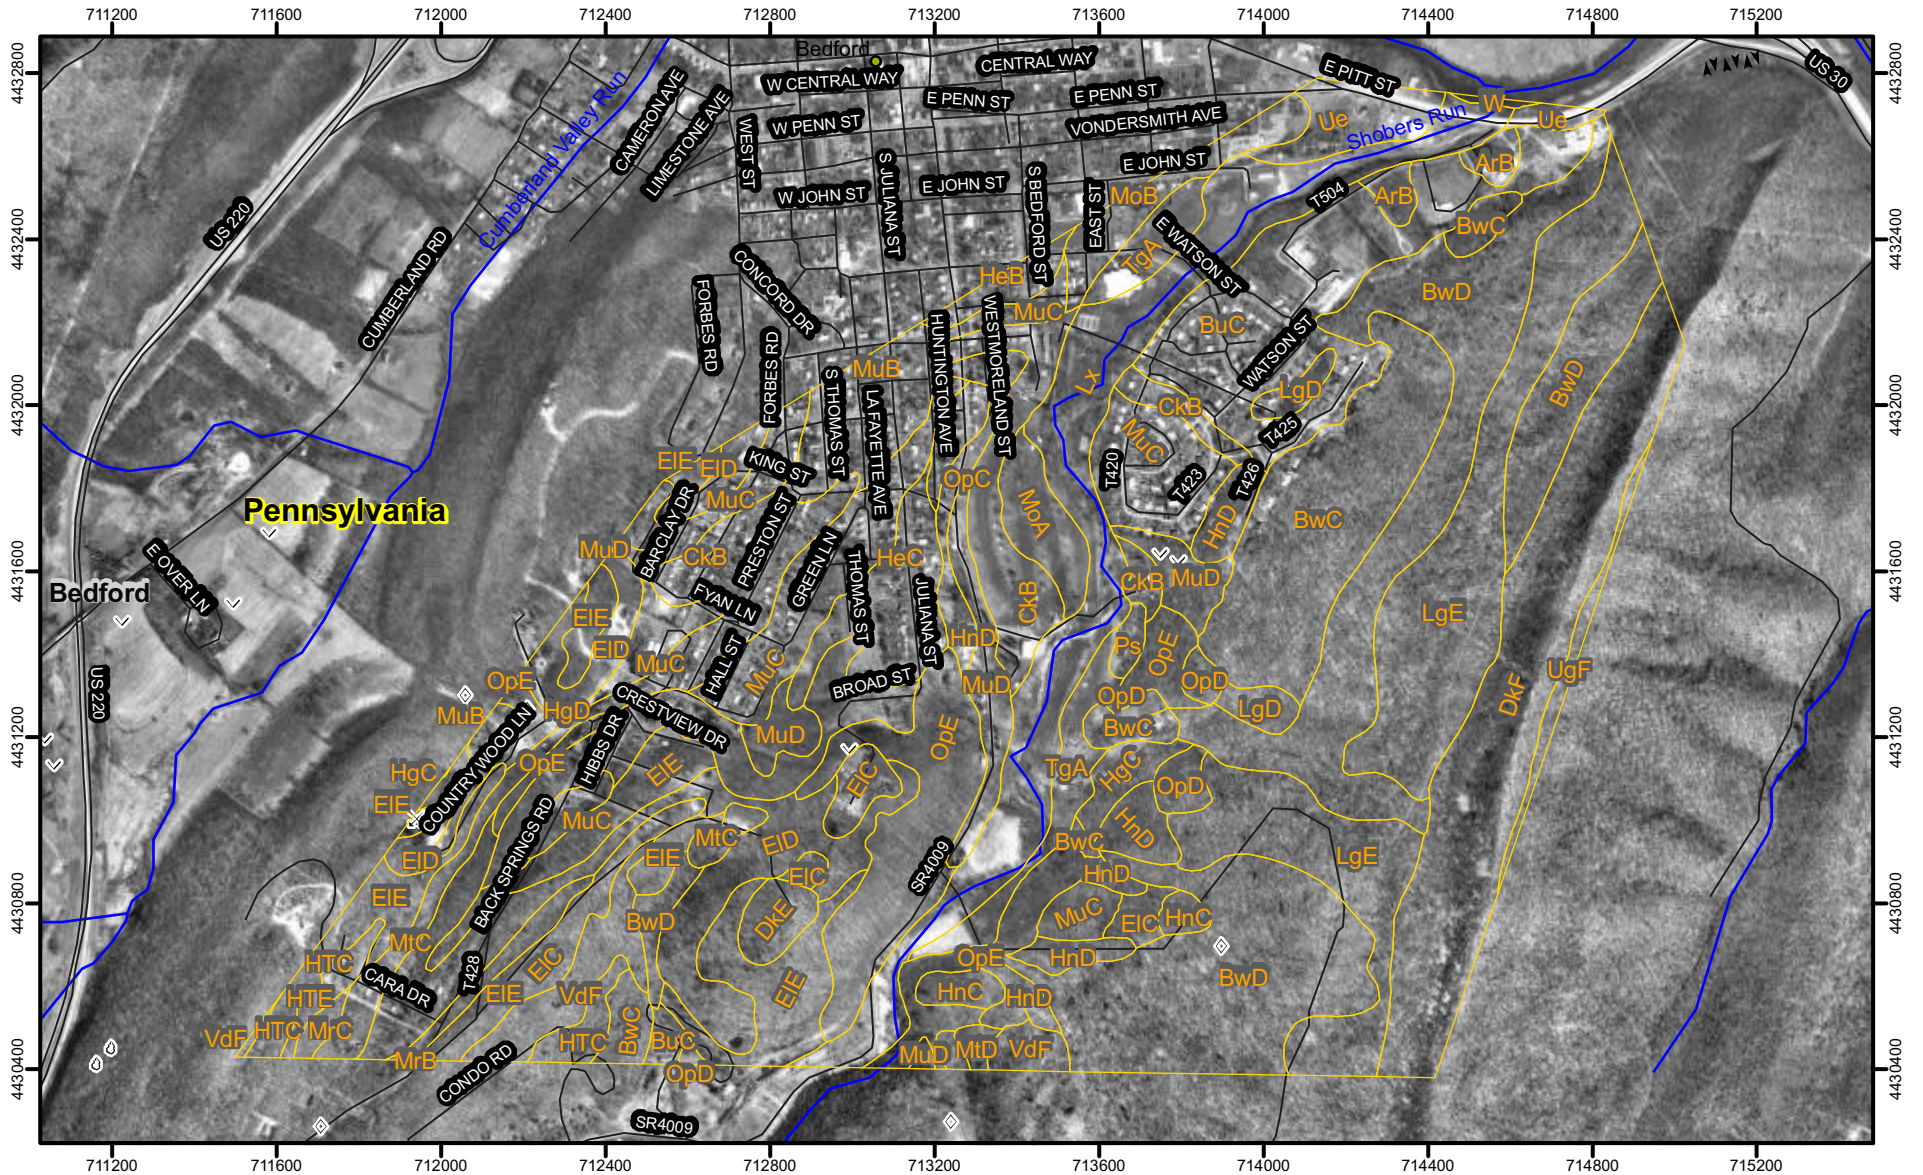 711200 711600 712000 712400 712800 713200 713600 714000 714400 714800 715200
4432800 4432400 4432000 4431600 4431200 4430800 4430400
Bedford
W CENTRAL WAY
CENTRAL WAY
E PITT ST
US 30
E PENN ST
E PENN ST
W
CAMERON AVE
LIMESTONE AVE
Cumberland Valley Run
W PENN ST
VONDERSMITH AVE
Ue
Shobers Run
Ue
WEST ST
S JULIANA ST
E JOHN ST
ArB
W JOHN ST
E JOHN ST
S BEDFORD ST
EAST ST
MoB
T504
ArB
US 220
CUMBERLAND RD
BwC
E WATSON ST
TgA
CONCORD DR
HeB
BwD
FORBES RD
MuC
WESTMORELAND ST
HUNTINGTON AVE
BuC
WATSON ST
FORBES RD
MuB
S THOMAS ST
LAFAYETTE AVE
Lx
LgD
BwD
CkB
MuC
T425
EIE
EID
KING ST
T420
T423
T426
MuC
OpC
MoA
Pennsylvania
BARCLAY DR
PRESTON ST
HnD
BwC
MuD
CkB
GREEN LN
THOMAS ST
HeC
E OVER LN
Bedford
FYAN LN
JULIANA ST
CkB
CkB
MuD
EIE
LgE
EID
MuC
HALL ST
MuC
HnD
Ps
OpE
BROAD ST
US 220
OpE
MuD
OpD
OpD
UgF
DkF
MuB
HgD
CRESTVIEW DR
MuD
OpE
BwC
LgD
COUNTRY WOOD LN
HIBBS DR
HgC
OpE
EIE
EIC
TgA
HgC
OpD
EIE
MuC
MtC
EID
BwC
HnD
EID
BACK SPRINGS RD
EIE
EIC
SR4009
HnD
LgE
EIE
BwD
DkE
MuC
EIC
HnC
MtC
HTC
CARA DR
T428
EIC
OpE
HnD
BwD
HTE
EIE
VdF
EIE
HnC
HnD
VdF
HTC
MrC
HTC
BwC
BuC
MuD
MtD
VdF
MrB
CONDO RD
OpD
SR4009
4432800 4432400 4432000 4431600 4431200 4430800 4430400
711200 711600 712000 712400 712800 713200 713600 714000 714400 714800 715200